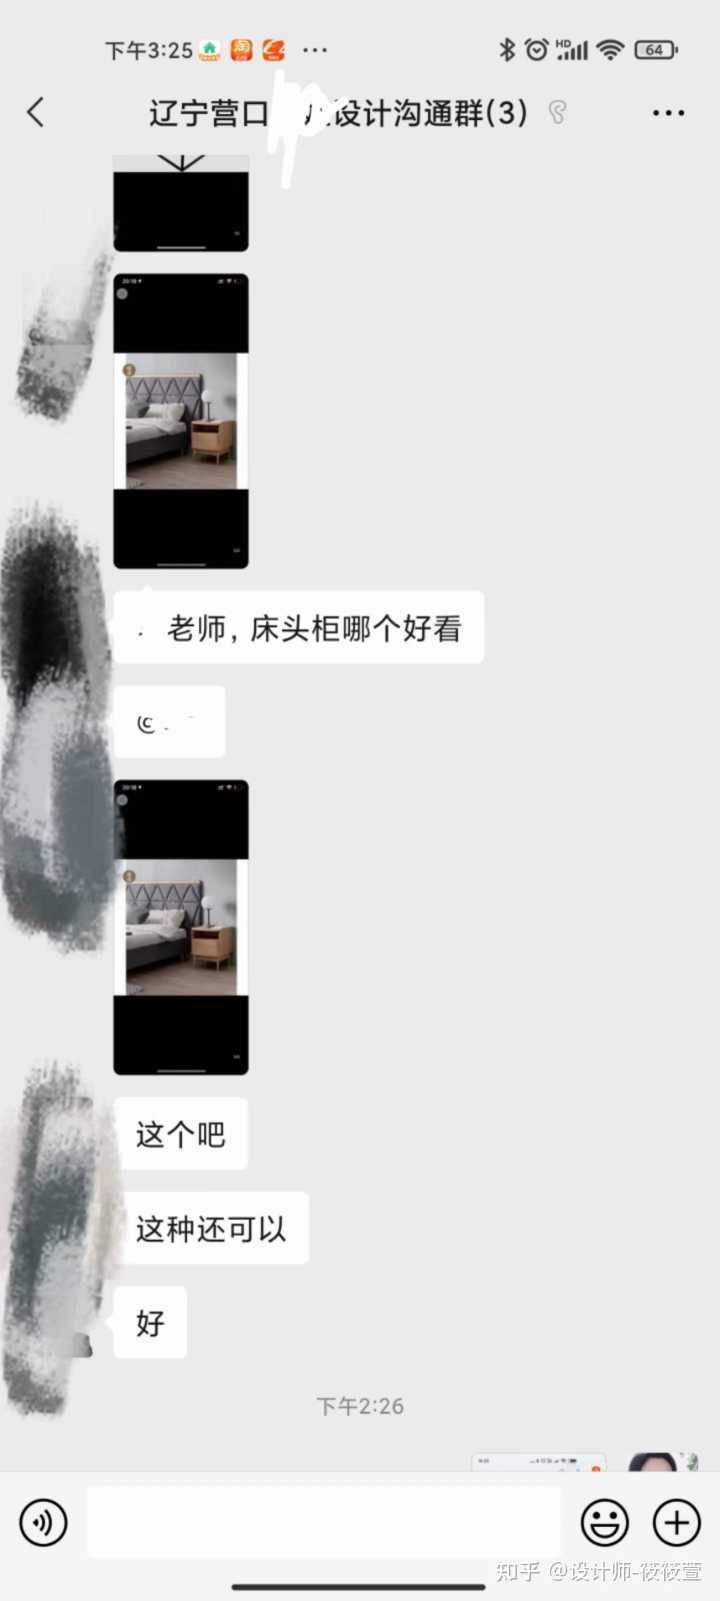 下午3:25
HD
64
辽宁营口 设计沟通群(3)
老师，床头柜哪个好看
@
这个吧
这种还可以
好
下午2:26
知乎 @设计师-筱筱萱